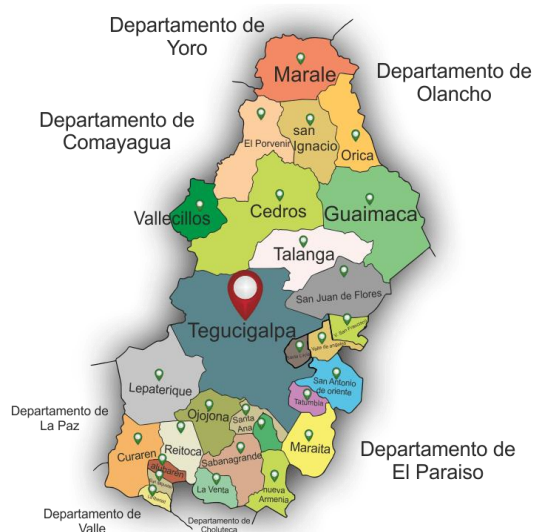 Departamento de
Yoro
Marale
Departamento de
Olancho
Departamento de
Comayagua
El Porvenir
san
Ignacio
Orica
Vallecillos
Cedros
Guaimaca
Talanga
San Juan de Flores
Tegucigalpa
Valle de angeles
San Antonio
de oriente
Tatumbla
Lepaterique
Ojojona
Santa
Ana
Departamento de
La Paz
Curaren
Reitoca
Sabanagrande
Maraita
Departamento de
El Paraiso
alubarén
La Venta
nueva
Armenia
Departamento de
Valle
Departamento de
Choluteca